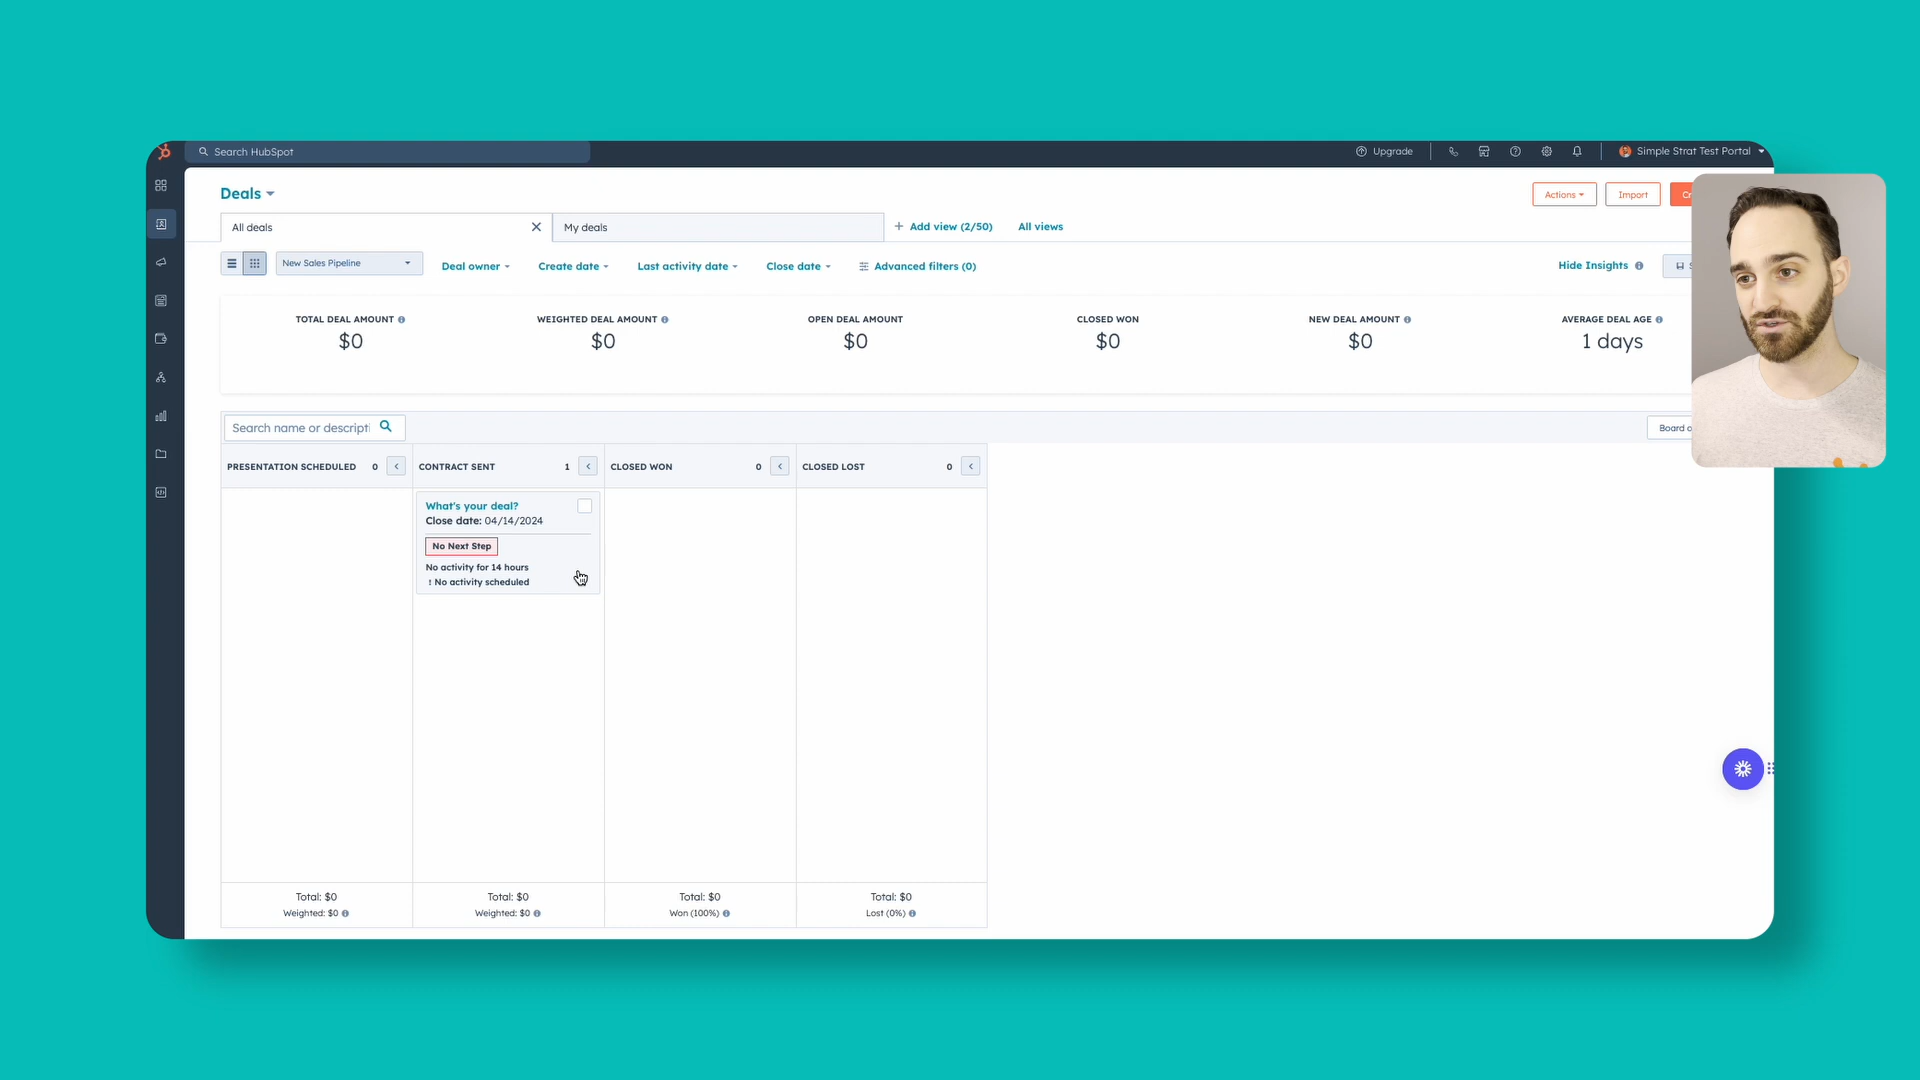 Search HubSpot
Upgrade
Simple Strat Test Portal
Deals
Actions
Import
All deals
My deals
+ Add view (2/50)
All views
New Sales Pipeline
Deal owner
Create date
Last activity date
Close date
Advanced filters (0)
Hide Insights
TOTAL DEAL AMOUNT
$0
WEIGHTED DEAL AMOUNT
$0
OPEN DEAL AMOUNT
$0
CLOSED WON
$0
NEW DEAL AMOUNT
$0
AVERAGE DEAL AGE
1 days
Search name or descripti
Board
PRESENTATION SCHEDULED 0
CONTRACT SENT 1
CLOSED WON 0
CLOSED LOST 0
What's your deal?
Close date: 04/14/2024
No Next Step
No activity for 14 hours
! No activity scheduled
Total: $0
Weighted: $0
Total: $0
Weighted: $0
Total: $0
Won (100%)
Total: $0
Lost (0%)